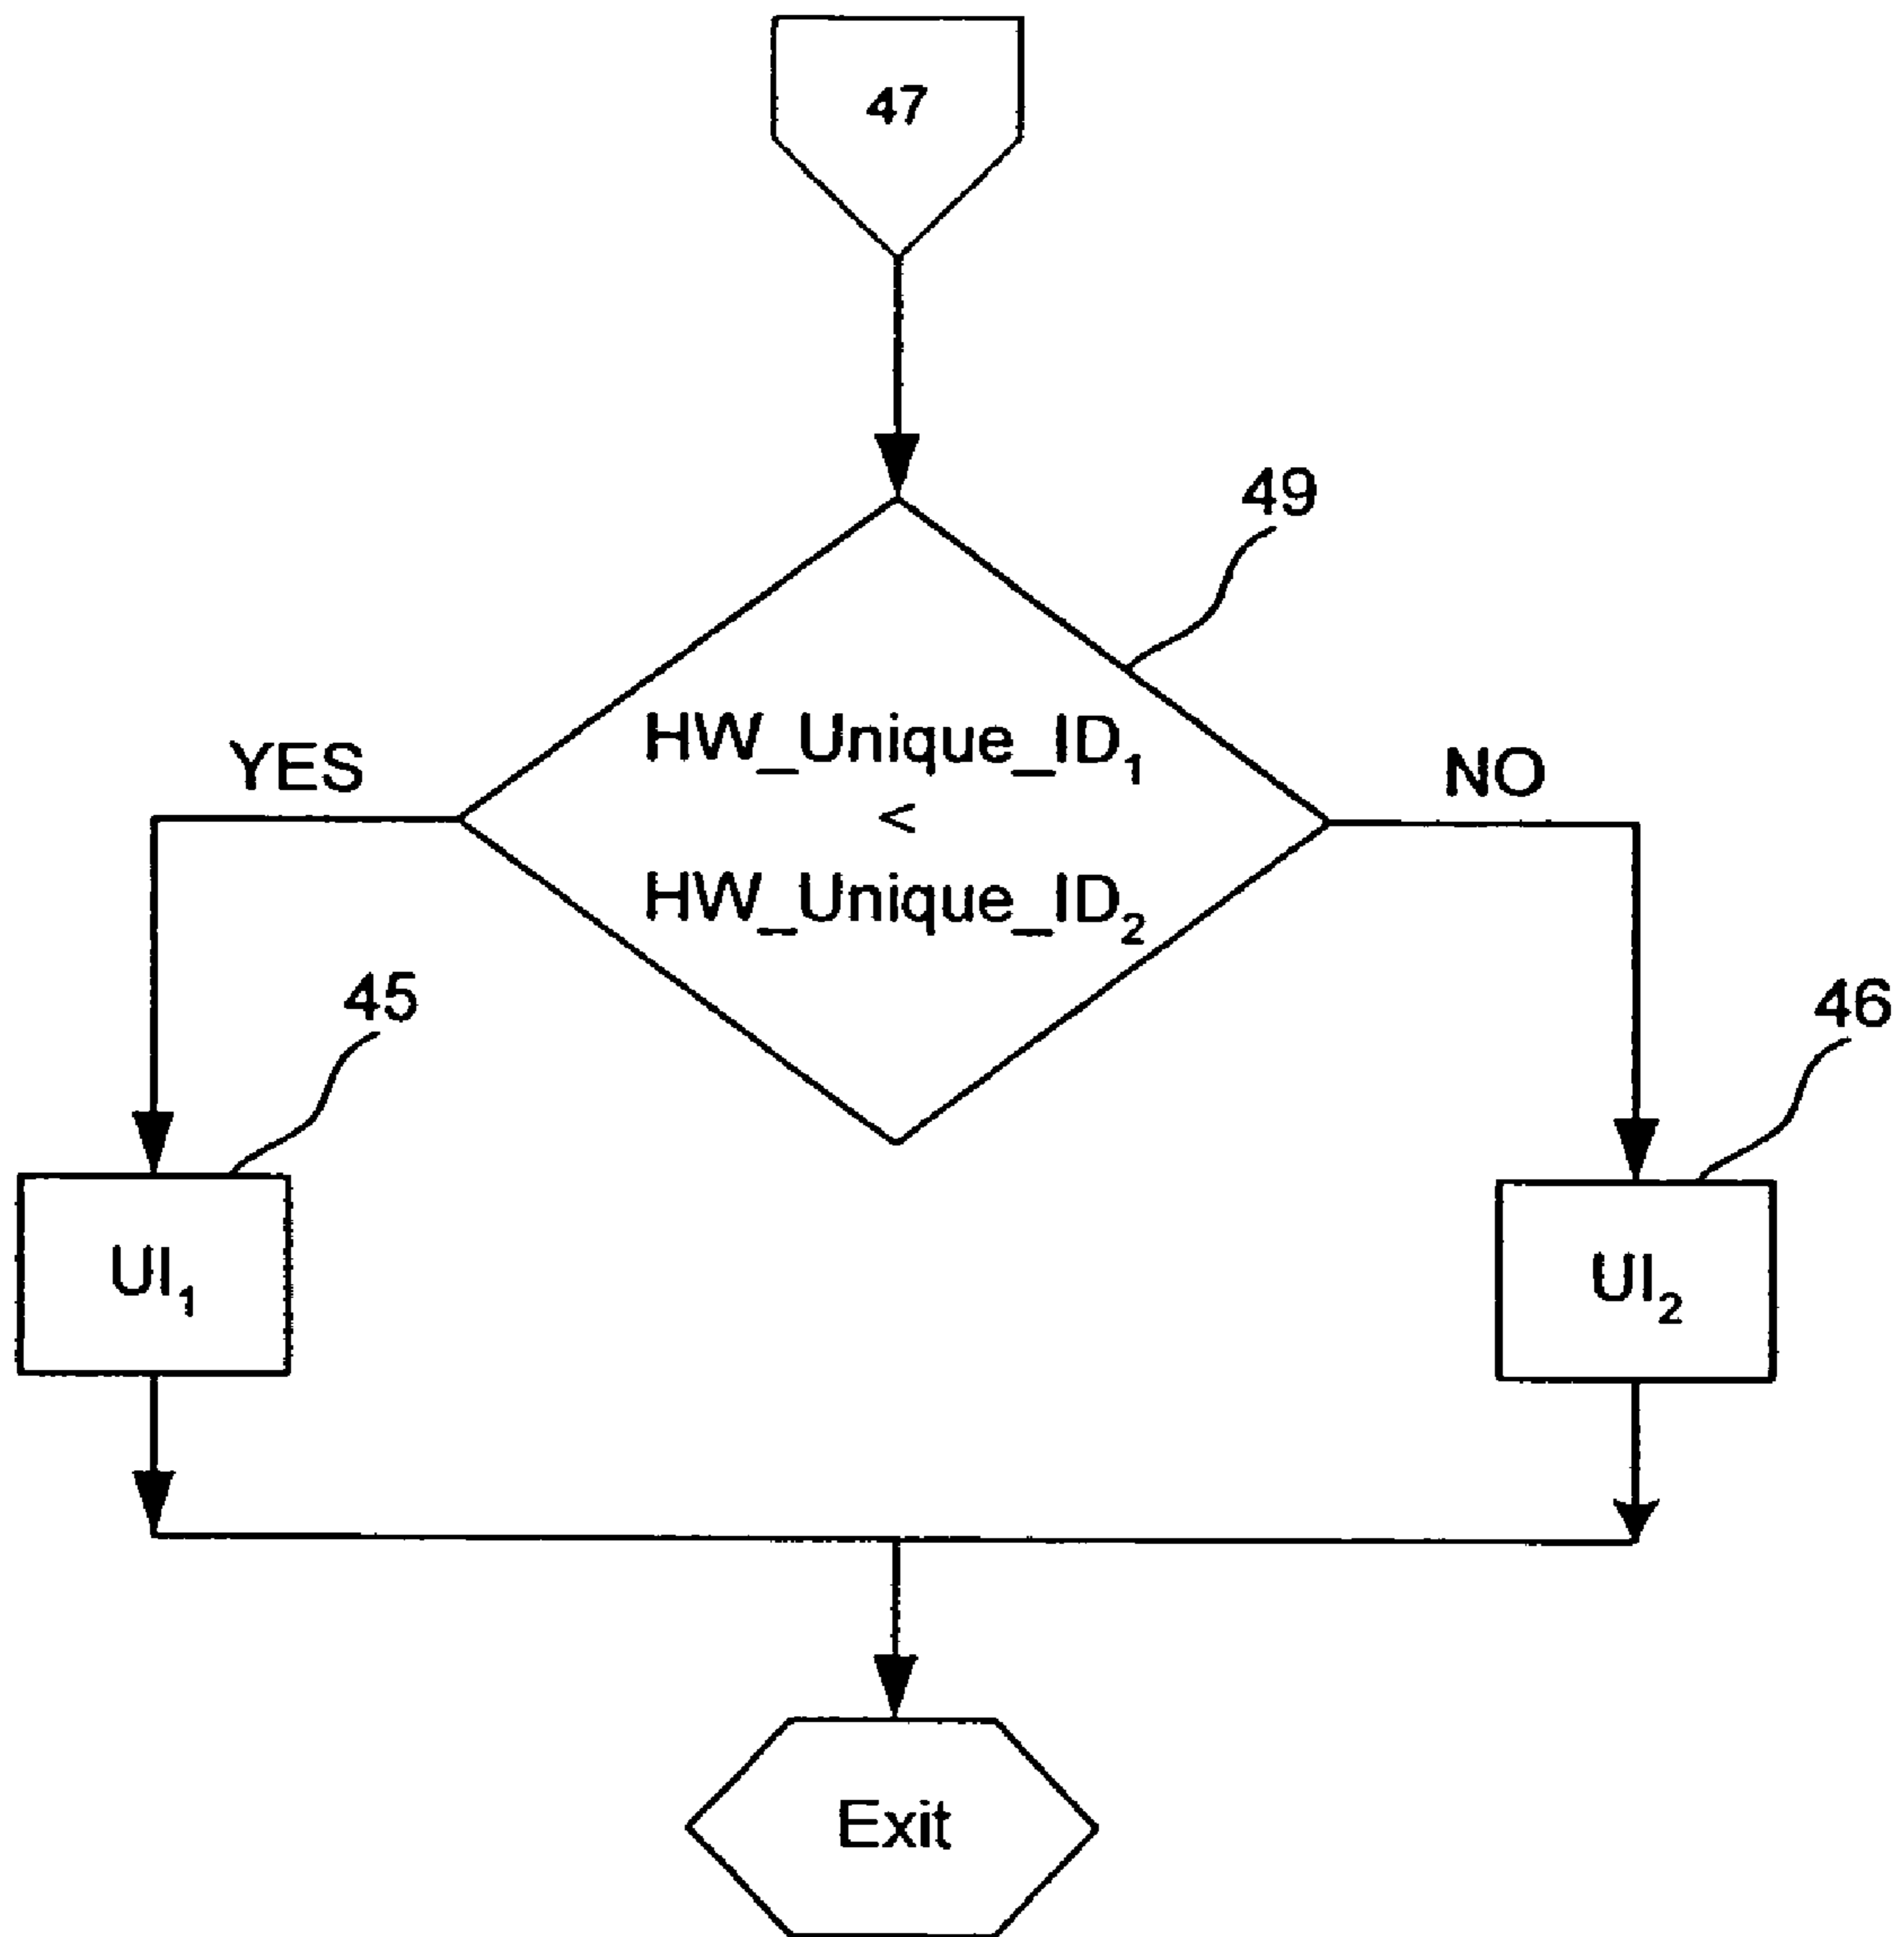 47
49
HW_Unique_ID₁
<
HW_Unique_ID₂
YES
NO
45
46
UI₁
UI₂
Exit